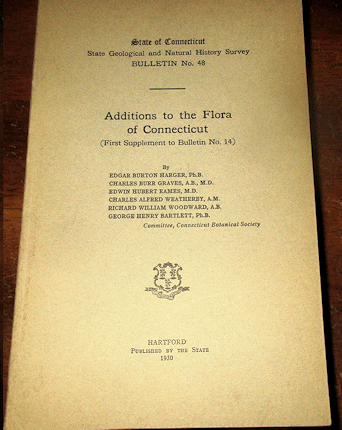 State of Connecticut
State Geological and Natural History Survey
BULLETIN No. 48
Additions to the Flora
of Connecticut
(First Supplement to Bulletin No. 14)
By
EDGAR BURTON HARGER, Ph.B.
CHARLES BURR GRAVES, A.B., M.D.
EDWIN HUBERT EAMES, M.D.
CHARLES ALFRED WEATHERBY, A.M.
RICHARD WILLIAM WOODWARD, A.B.
GEORGE HENRY BARTLETT, Ph.B.
Committee, Connecticut Botanical Society
HARTFORD
PUBLISHED BY THE STATE
1930